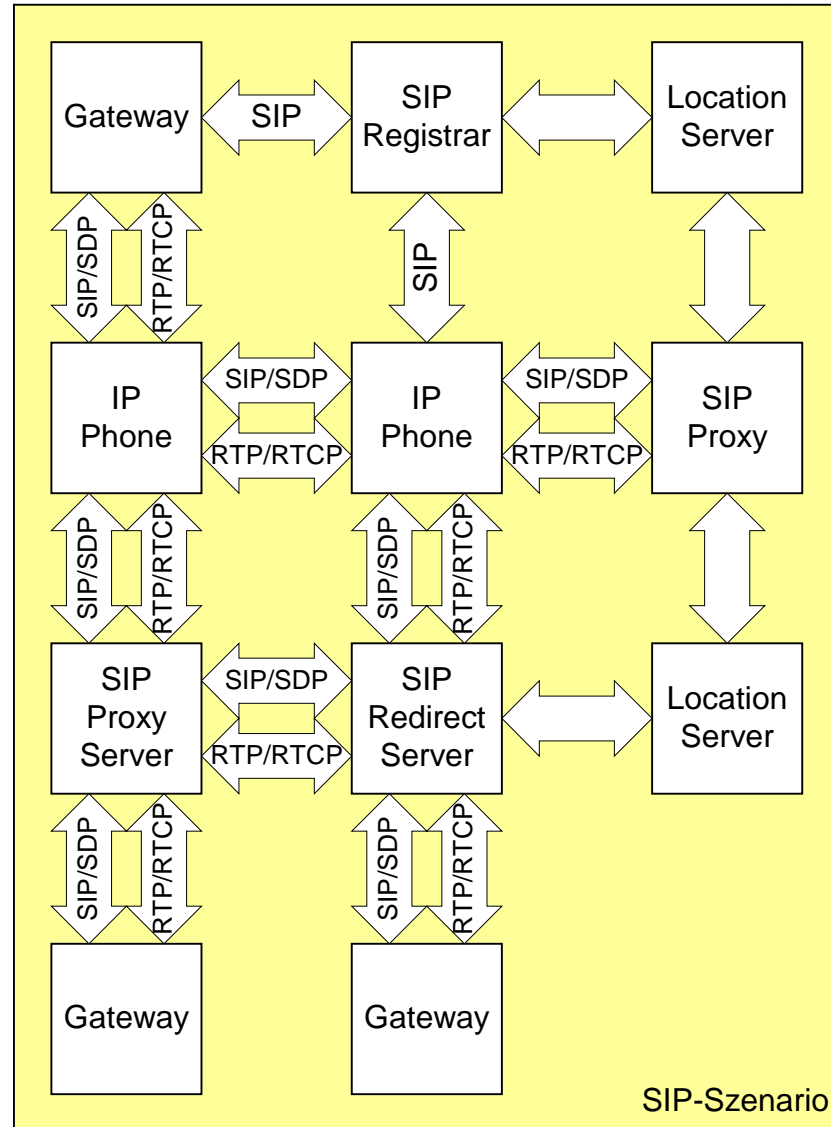 Gateway
SIP
SIP
Registrar
Location
Server
SIP/SDP
RTP/RTCP
SIP
IP
Phone
SIP/SDP
RTP/RTCP
IP
Phone
SIP/SDP
RTP/RTCP
SIP
Proxy
SIP/SDP
RTP/RTCP
SIP/SDP
RTP/RTCP
SIP
Proxy
Server
SIP/SDP
RTP/RTCP
SIP
Redirect
Server
Location
Server
SIP/SDP
RTP/RTCP
SIP/SDP
RTP/RTCP
Gateway
Gateway
SIP-Szenario